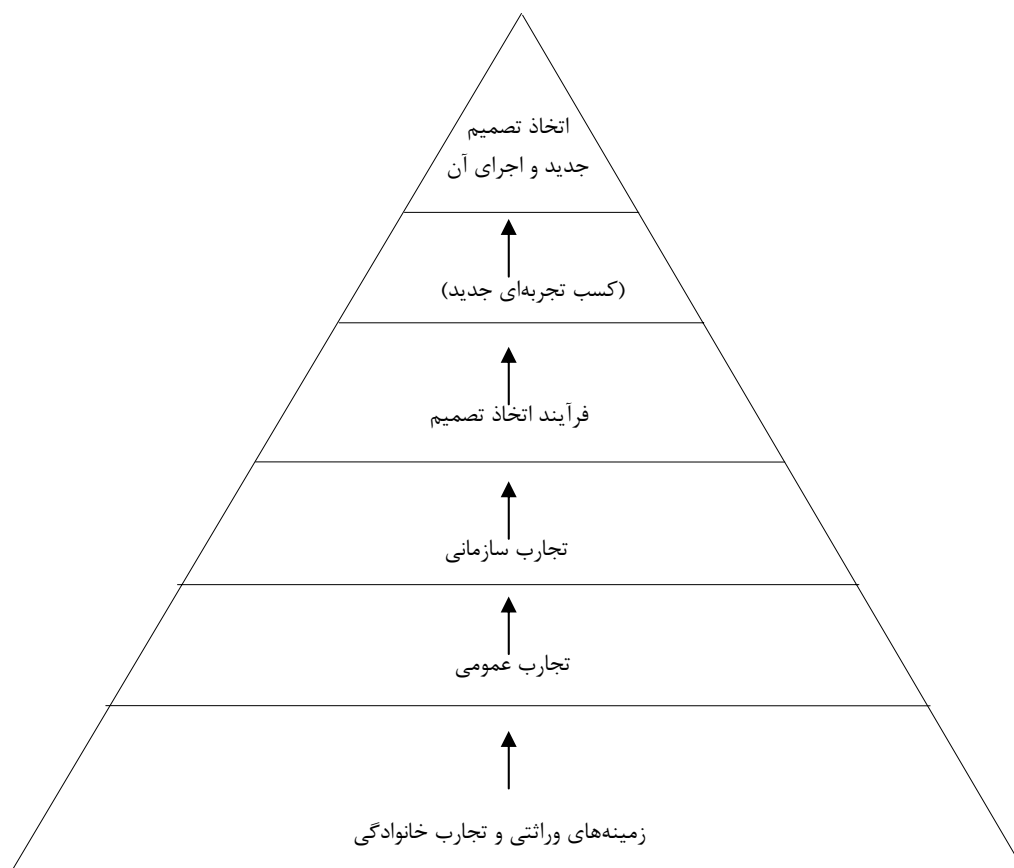 اتخاذ تصمیم
جدید و اجرای آن
(کسب تجربه‌ای جدید)
فرآیند اتخاذ تصمیم
تجارب سازمانی
تجارب عمومی
زمینه‌های وراثتی و تجارب خانوادگی